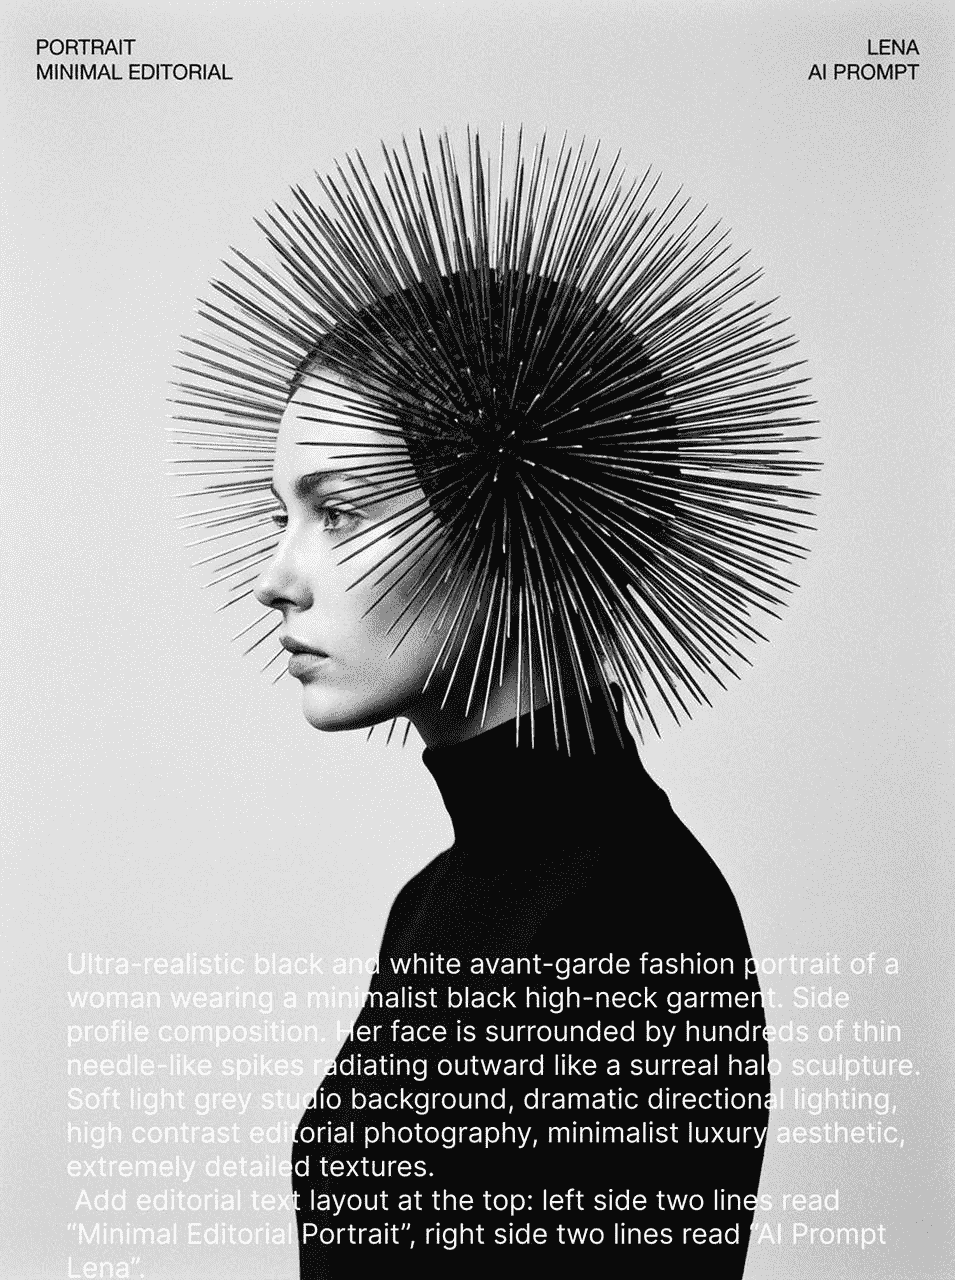 PORTRAIT
MINIMAL EDITORIAL
LENA
AI PROMPT
Ultra-realistic black and white avant-garde fashion portrait of a
woman wearing a minimalist black high-neck garment. Side
profile composition. Her face is surrounded by hundreds of thin
needle-like spikes radiating outward like a surreal halo sculpture.
Soft light grey studio background, dramatic directional lighting,
high contrast editorial photography, minimalist luxury aesthetic,
extremely detailed textures.
Add editorial text layout at the top: left side two lines read
“Minimal Editorial Portrait”, right side two lines read “AI Prompt
Lena”.